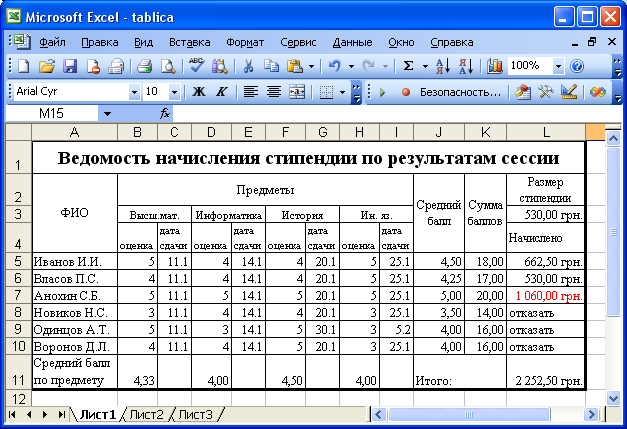 Microsoft Excel - tablica
Файл Правка Вид Вставка Формат Сервис Данные Окно Справка
100%
Arial Cyr 10 Ж К Безопасность...
M15 fx
A B C D E F G H I J K L
1 Ведомость начисления стипендии по результатам сессии
2 ФИО Предметы Средний балл Сумма баллов Размер стипендии
3 Высш.мат. Информатика История Ин. яз. 530,00 грн.
4 оценка дата сдачи оценка дата сдачи оценка дата сдачи оценка дата сдачи Начислено
5 Иванов И.И. 5 11.1 4 14.1 4 20.1 5 25.1 4,50 18,00 662,50 грн.
6 Власов П.С. 4 11.1 4 14.1 4 20.1 5 25.1 4,25 17,00 530,00 грн.
7 Анохин С.Б. 5 11.1 5 14.1 5 20.1 5 25.1 5,00 20,00 1 060,00 грн.
8 Новиков Н.С. 3 11.1 4 14.1 4 20.1 3 25.1 3,50 14,00 отказать
9 Одинцов А.Т. 5 11.1 3 14.1 5 30.1 3 5.2 4,00 16,00 отказать
10 Воронов Д.Л. 4 11.1 4 14.1 5 20.1 3 25.1 4,00 16,00 отказать
11 Средний балл по предмету 4,33 4,00 4,50 4,00 Итого: 2 252,50 грн.
12
Лист1 Лист2 Лист3